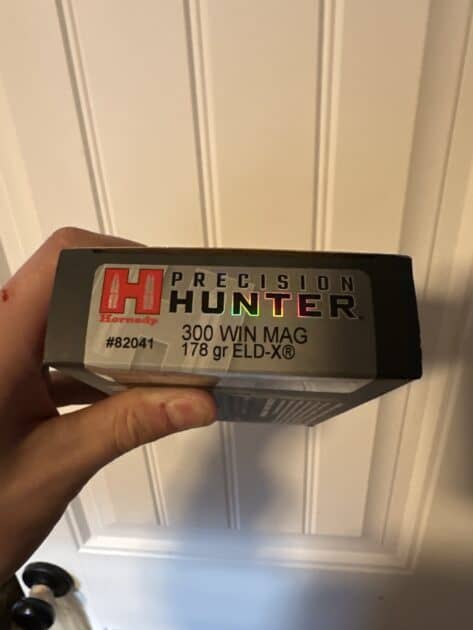 H PRECISION
HUNTER.
Hornady
#82041
300 WIN MAG
178 gr ELD-X®